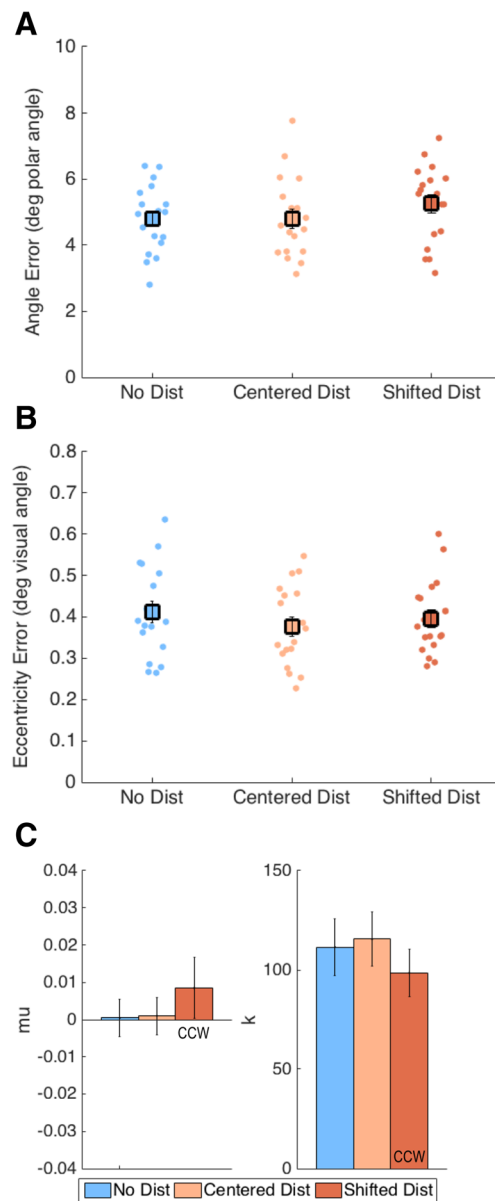 A
Angle Error (deg polar angle)
10
8
6
4
2
0
No Dist Centered Dist Shifted Dist
B
Eccentricity Error (deg visual angle)
0.8
0.7
0.6
0.5
0.4
0.3
0.2
0.1
0
No Dist Centered Dist Shifted Dist
C
mu
0.04
0.03
0.02
0.01
0
-0.01
-0.02
-0.03
-0.04
CCW
k
150
100
50
0
CCW
No Dist Centered Dist Shifted Dist